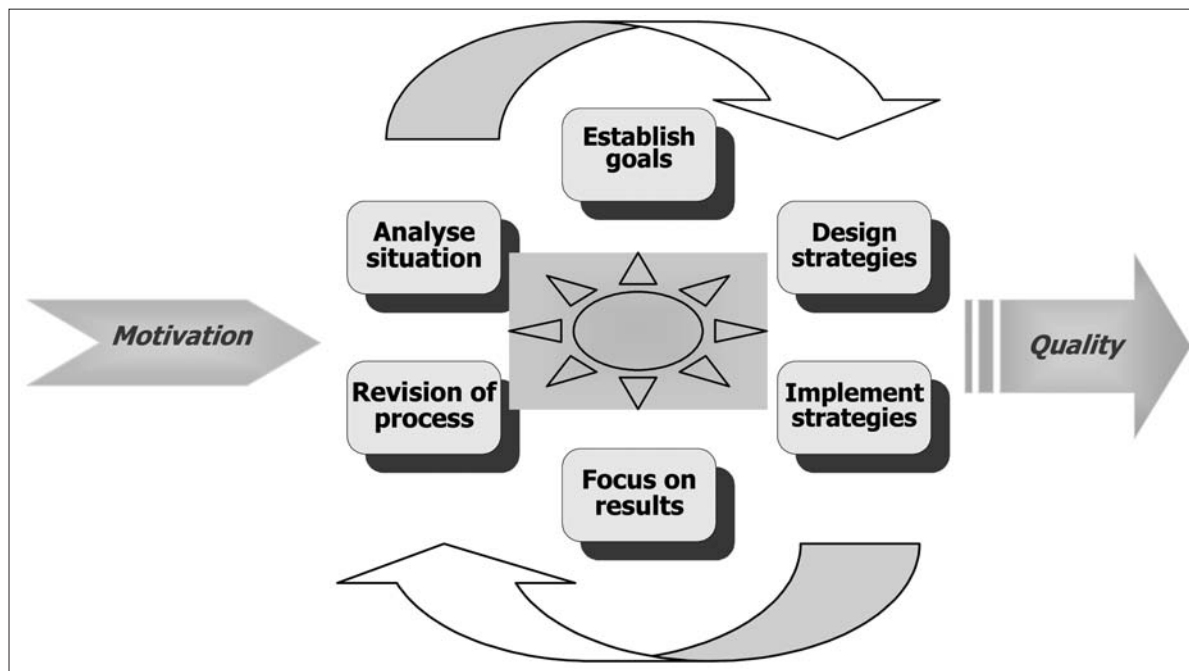 Establish
goals
Analyse
situation
Design
strategies
Motivation
Quality
Revision of
process
Implement
strategies
Focus on
results